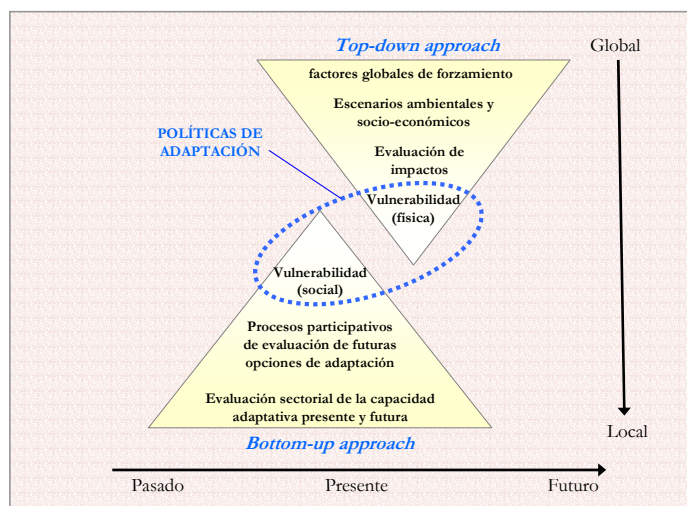 Top-down approach
Global
factores globales de forzamiento
Escenarios ambientales y
socio-económicos
POLÍTICAS DE
ADAPTACIÓN
Evaluación de
impactos
Vulnerabilidad
(física)
Vulnerabilidad
(social)
Procesos participativos
de evaluación de futuras
opciones de adaptación
Evaluación sectorial de la capacidad
adaptativa presente y futura
Local
Bottom-up approach
Pasado
Presente
Futuro